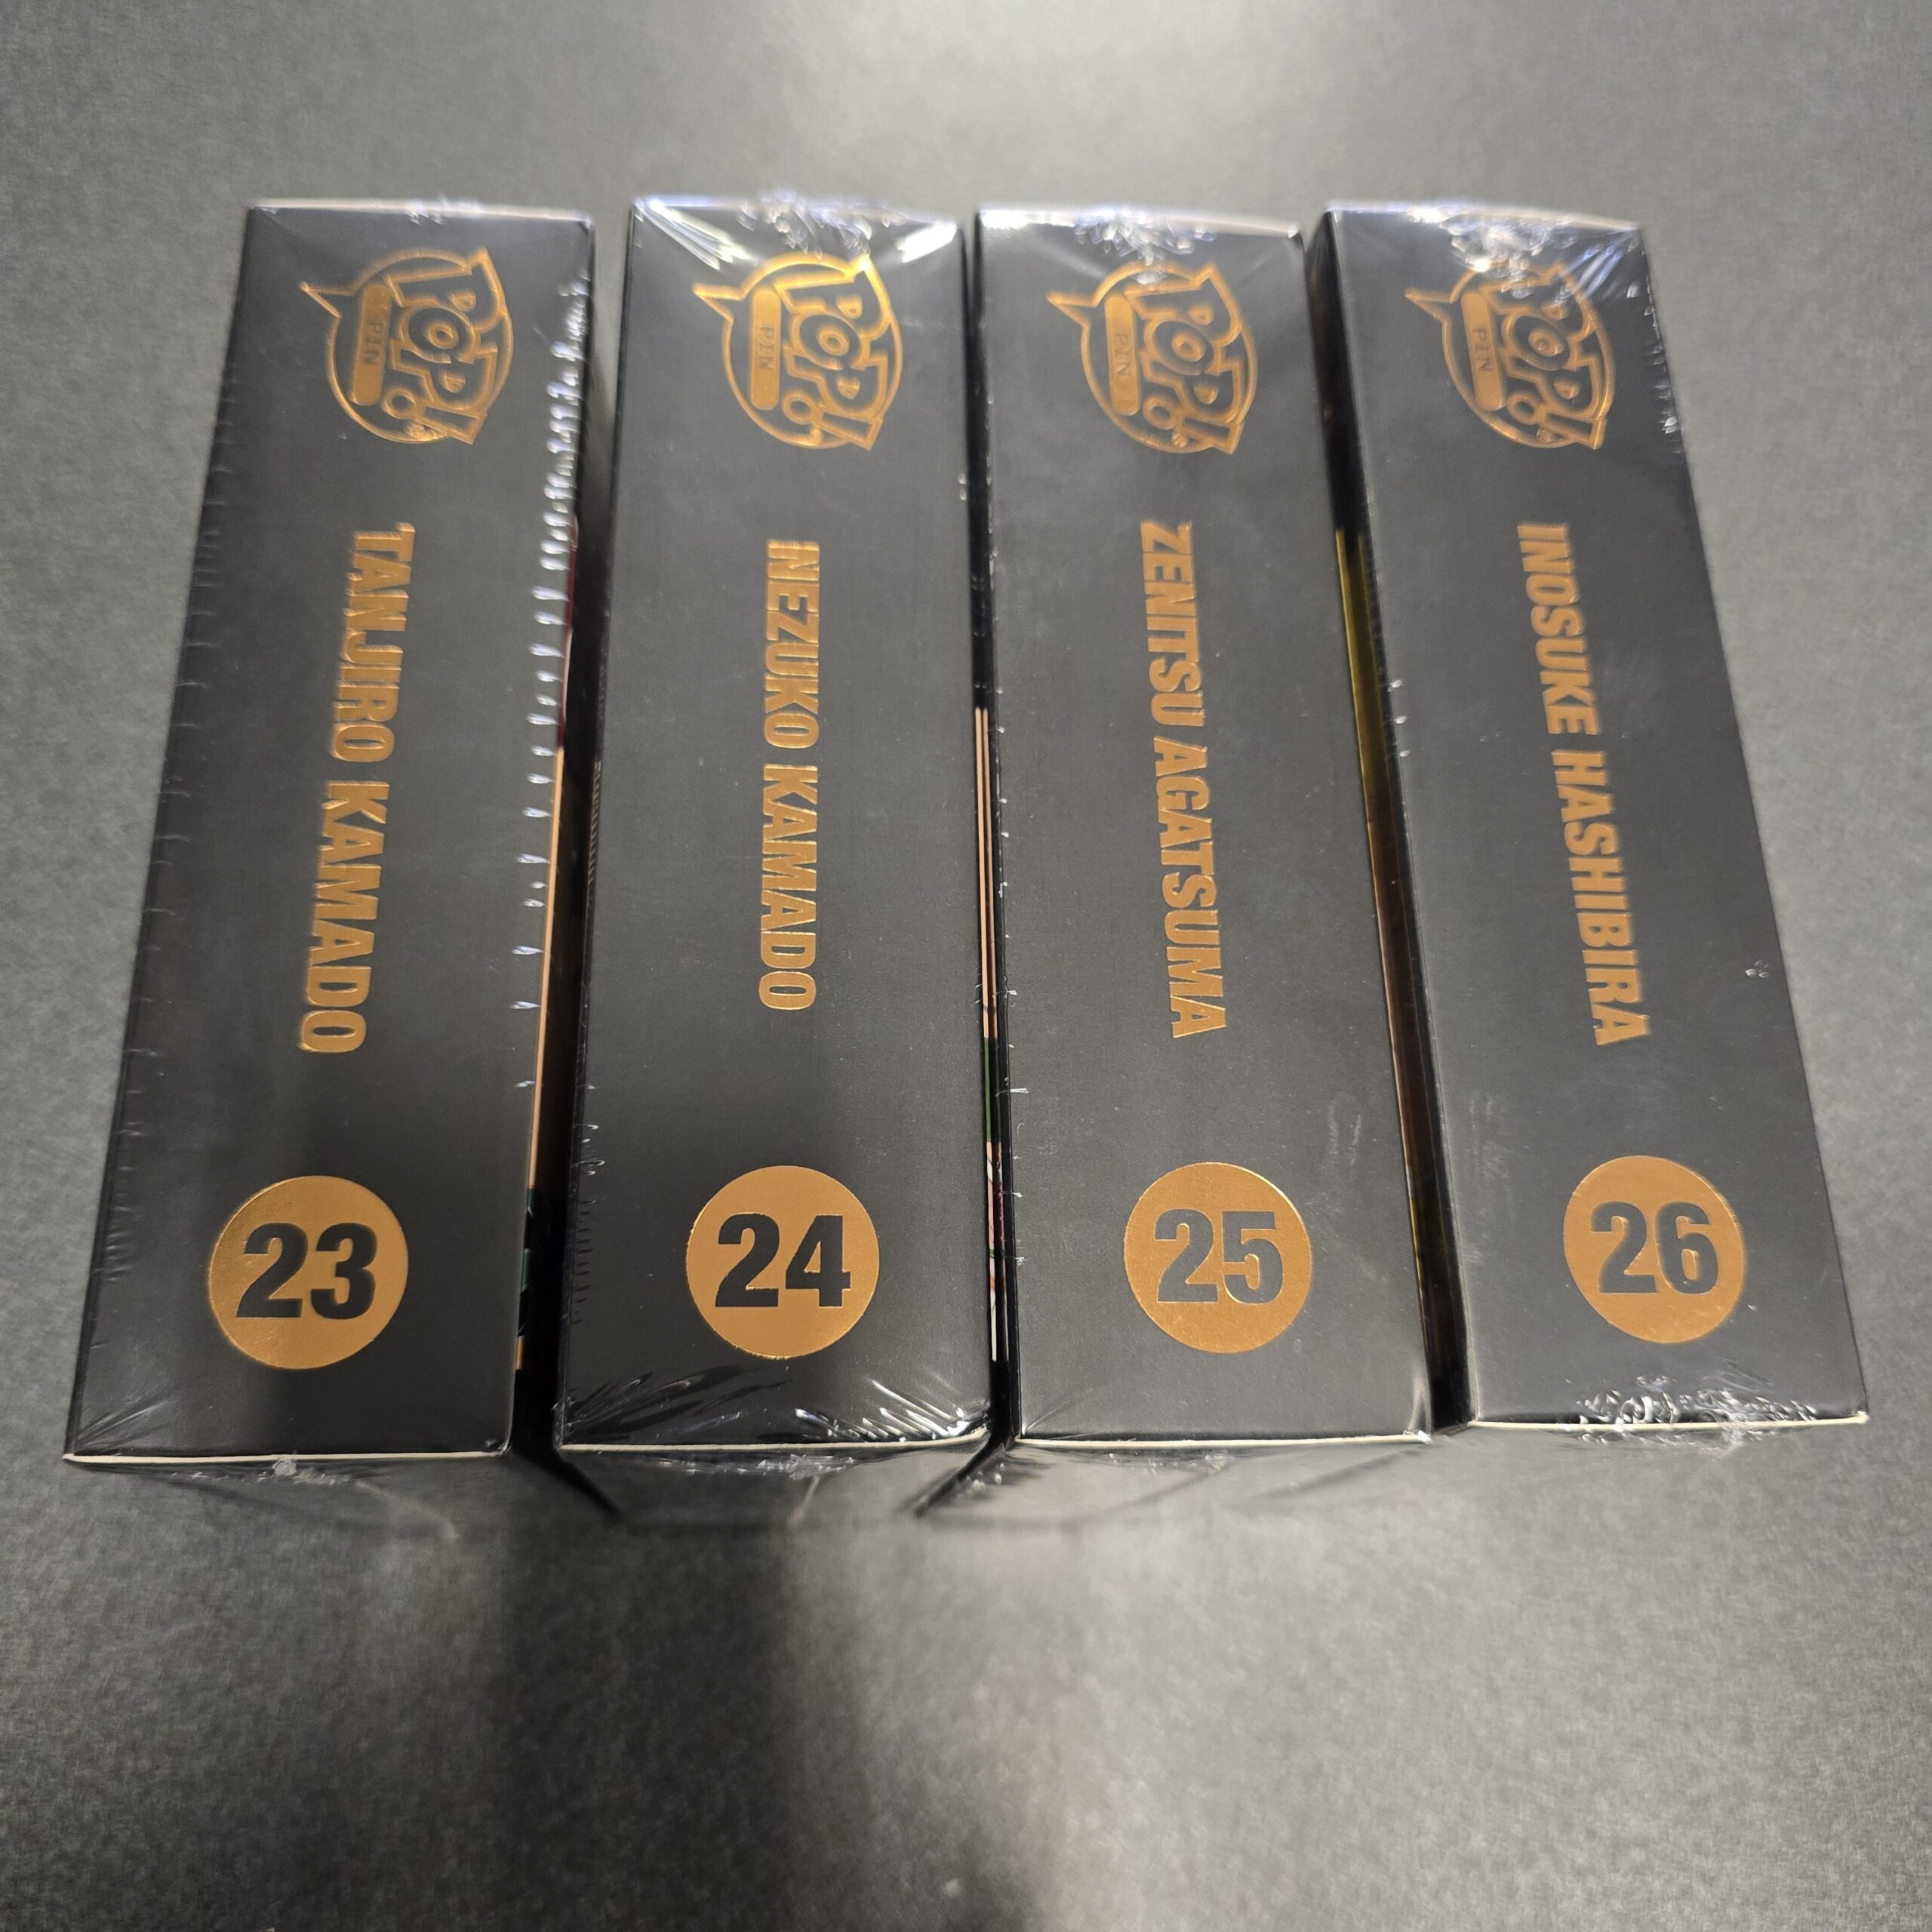 POP!
PIN
TANJIRO KAMADO
23
POP!
PIN
NEZUKO KAMADO
24
POP!
PIN
ZENITSU AGATSUMA
25
POP!
PIN
INOSUKE HASHIBIRA
26